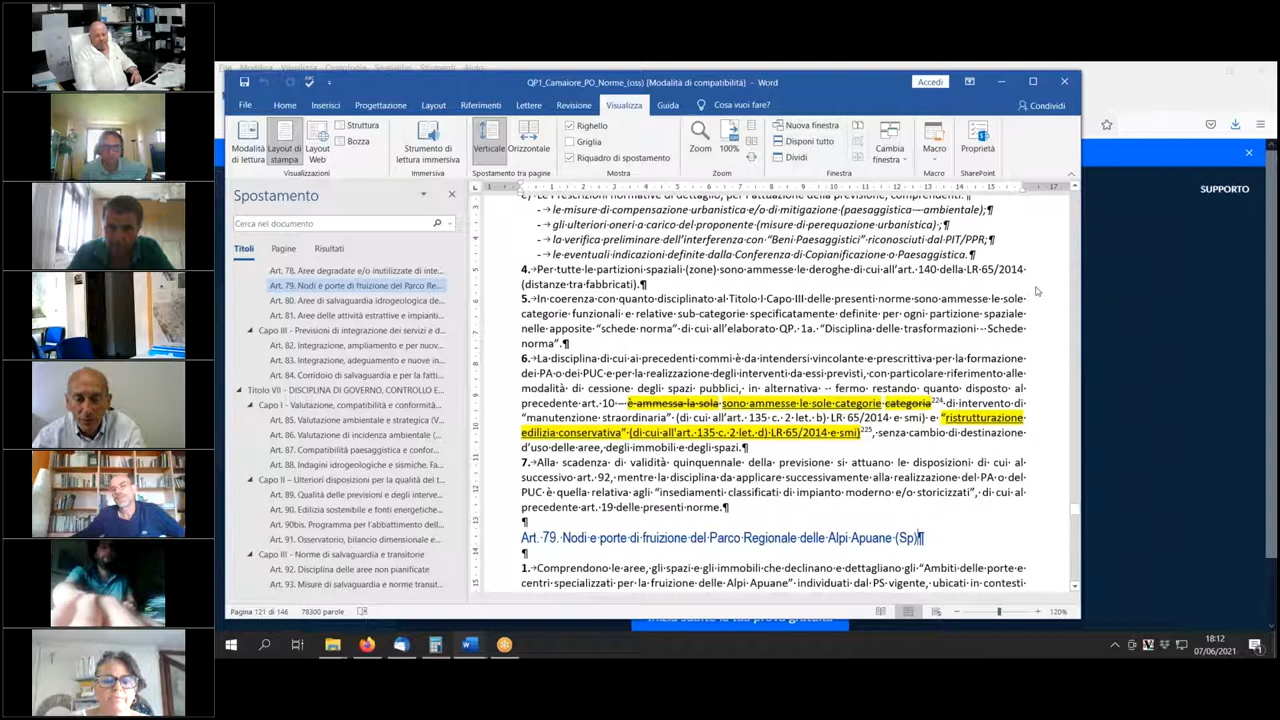 QP1_Camaiore_PO_Norme_(oss) [Modalità di compatibilità] - Word
Accedi
File Home Inserisci Progettazione Layout Riferimenti Lettere Revisione Visualizza Guida Cosa vuoi fare? Condividi
Modalità di lettura
Layout di stampa
Layout Web
Struttura
Bozza
Strumento di lettura immersiva
Verticale
Orizzontale
Righello
Griglia
Riquadro di spostamento
Zoom
100%
Nuova finestra
Disponi tutto
Dividi
Cambia finestra
Macro
Proprietà
Visualizzazioni Immersiva Spostamento tra pagine Mostra Zoom Finestra Macro SharePoint
SUPPORTO
Spostamento
Cerca nel documento
Titoli Pagine Risultati
Art. 78. Aree degradate e/o inutilizzate di inte...
Art. 79. Nodi e porte di fruizione del Parco Re...
Art. 80. Aree di salvaguardia idrogeologica de...
Art. 81. Aree delle attività estrattive e impianti...
Capo III - Previsioni di integrazione dei servizi e d...
Art. 82. Integrazione, ampliamento e per nuov...
Art. 83. Integrazione, adeguamento e nuove in...
Art. 84. Corridoio di salvaguardia e per la fatti...
Titolo VII - DISCIPLINA DI GOVERNO, CONTROLLO E...
Capo I - Valutazione, compatibilità e conformità...
Art. 85. Valutazione ambientale e strategica (V...
Art. 86. Valutazione di incidenza ambientale (...
Art. 87. Compatibilità paesaggistica e confor...
Art. 88. Indagini idrogeologiche e sismiche. Fa...
Capo II – Ulteriori disposizioni per la qualità del t...
Art. 89. Qualità delle previsioni e degli interve...
Art. 90. Edilizia sostenibile e fonti energetiche...
Art. 90bis. Programma per l'abbattimento dell...
Art. 91. Osservatorio, bilancio dimensionale e...
Capo III - Norme di salvaguardia e transitorie
Art. 92. Disciplina delle aree non pianificate
Art. 93. Misure di salvaguardia e norme transit...
e) Le Prescrizioni normative di dettaglio, per l'attuazione della previsione, comprendenti:¶
- → le misure di compensazione urbanistica e/o di mitigazione (paesaggistica – ambientale);¶
- → gli ulteriori oneri a carico del proponente (misure di perequazione urbanistica) ;¶
- → la verifica preliminare dell'interferenza con “Beni Paesaggistici” riconosciuti dal PIT/PPR;¶
- → le eventuali indicazioni definite dalla Conferenza di Copianificazione o Paesaggistica.¶
4.→Per tutte le partizioni spaziali (zone) sono ammesse le deroghe di cui all'art. 140 della LR 65/2014
(distanze tra fabbricati).¶
5.→In coerenza con quanto disciplinato al Titolo I Capo III delle presenti norme sono ammesse le sole
categorie funzionali e relative sub-categorie specificatamente definite per ogni partizione spaziale
nelle apposite “schede norma” di cui all'elaborato QP. 1a. “Disciplina delle trasformazioni – Schede
norma”.¶
6.→La disciplina di cui ai precedenti commi è da intendersi vincolante e prescrittiva per la formazione
dei PA o dei PUC e per la realizzazione degli interventi da essi previsti, con particolare riferimento alle
modalità di cessione degli spazi pubblici, in alternativa – fermo restando quanto disposto al
precedente art. 10 – è ammessa la sola sono ammesse le sole categorie categoria224 di intervento di
“manutenzione straordinaria” (di cui all'art. 135 c. 2 let. b) LR 65/2014 e smi) e “ristrutturazione
edilizia conservativa” (di cui all'art. 135 c. 2 let. d) LR 65/2014 e smi)225, senza cambio di destinazione
d'uso delle aree, degli immobili e degli spazi.¶
7.→Alla scadenza di validità quinquennale della previsione si attuano le disposizioni di cui al
successivo art. 92, mentre la disciplina da applicare successivamente alla realizzazione del PA o del
PUC è quella relativa agli “insediamenti classificati di impianto moderno e/o storicizzati”, di cui al
precedente art. 19 delle presenti norme.¶
¶
Art. 79. Nodi e porte di fruizione del Parco Regionale delle Alpi Apuane (Sp)¶
¶
1.→Comprendono le aree, gli spazi e gli immobili che declinano e dettagliano gli “Ambiti delle porte e
centri specializzati per la fruizione delle Alpi Apuane” individuati dal PS vigente, ubicati in contesti
Pagina 121 di 146 78300 parole 120%
18:12
07/06/2021